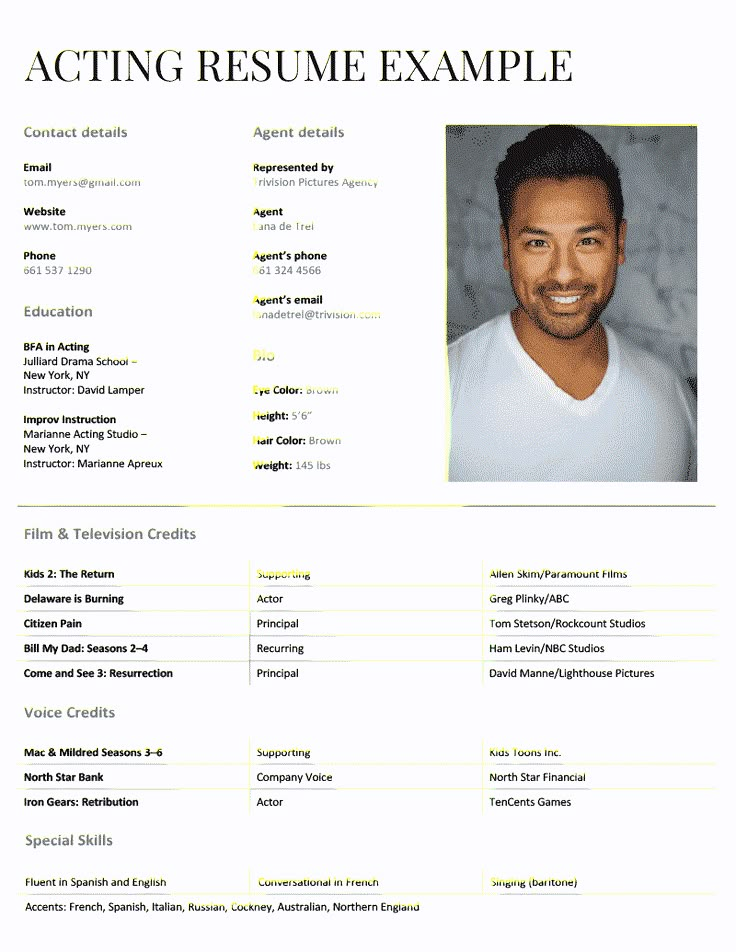 ACTING RESUME EXAMPLE
Contact details
Email
tom.myers@gmail.com
Website
www.tom.myers.com
Phone
661 537 1290
Education
BFA in Acting
Julliard Drama School –
New York, NY
Instructor: David Lamper
Improv Instruction
Marianne Acting Studio –
New York, NY
Instructor: Marianne Apreux
Agent details
Represented by
Trivision Pictures Agency
Agent
Lana de Trel
Agent’s phone
661 324 4566
Agent’s email
lanadetrel@trivision.com
Bio
Eye Color: Brown
Height: 5’6”
Hair Color: Brown
Weight: 145 lbs
Film & Television Credits
Kids 2: The Return Supporting Allen Skim/Paramount Films
Delaware is Burning Actor Greg Plinky/ABC
Citizen Pain Principal Tom Stetson/Rockcount Studios
Bill My Dad: Seasons 2–4 Recurring Ham Levin/NBC Studios
Come and See 3: Resurrection Principal David Manne/Lighthouse Pictures
Voice Credits
Mac & Mildred Seasons 3–6 Supporting Kids Toons Inc.
North Star Bank Company Voice North Star Financial
Iron Gears: Retribution Actor TenCents Games
Special Skills
Fluent in Spanish and English Conversational in French Singing (baritone)
Accents: French, Spanish, Italian, Russian, Cockney, Australian, Northern England